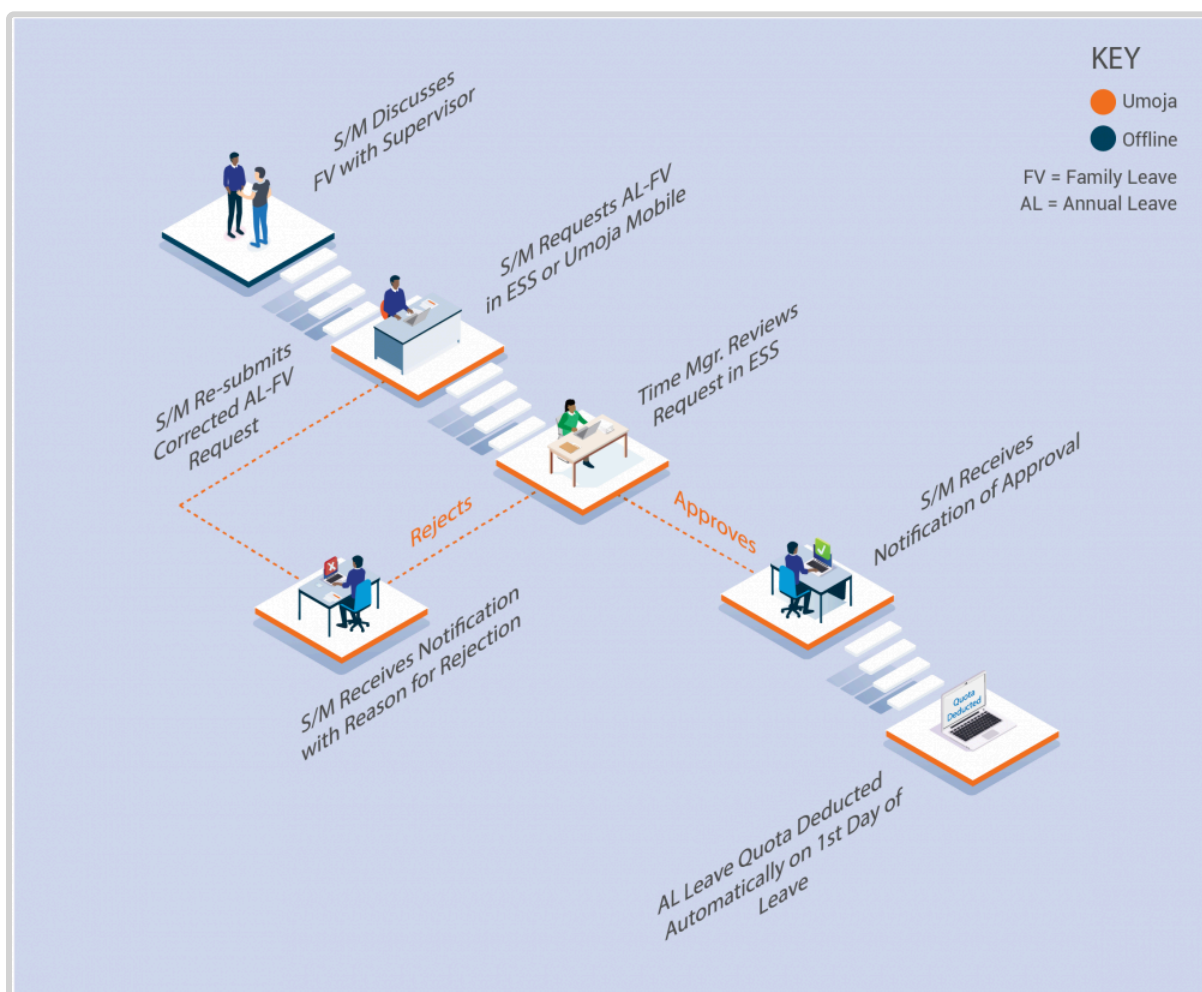 KEY
Umoja
Offline
FV = Family Leave
AL = Annual Leave
S/M Discusses
FV with Supervisor
S/M Requests AL-FV
in ESS or Umoja Mobile
Time Mgr. Reviews
Request in ESS
S/M Re-submits
Corrected AL-FV
Request
Rejects
Approves
S/M Receives
Notification of Approval
S/M Receives Notification
with Reason for Rejection
Quota
Deducted
AL Leave Quota Deducted
Automatically on 1st Day of
Leave